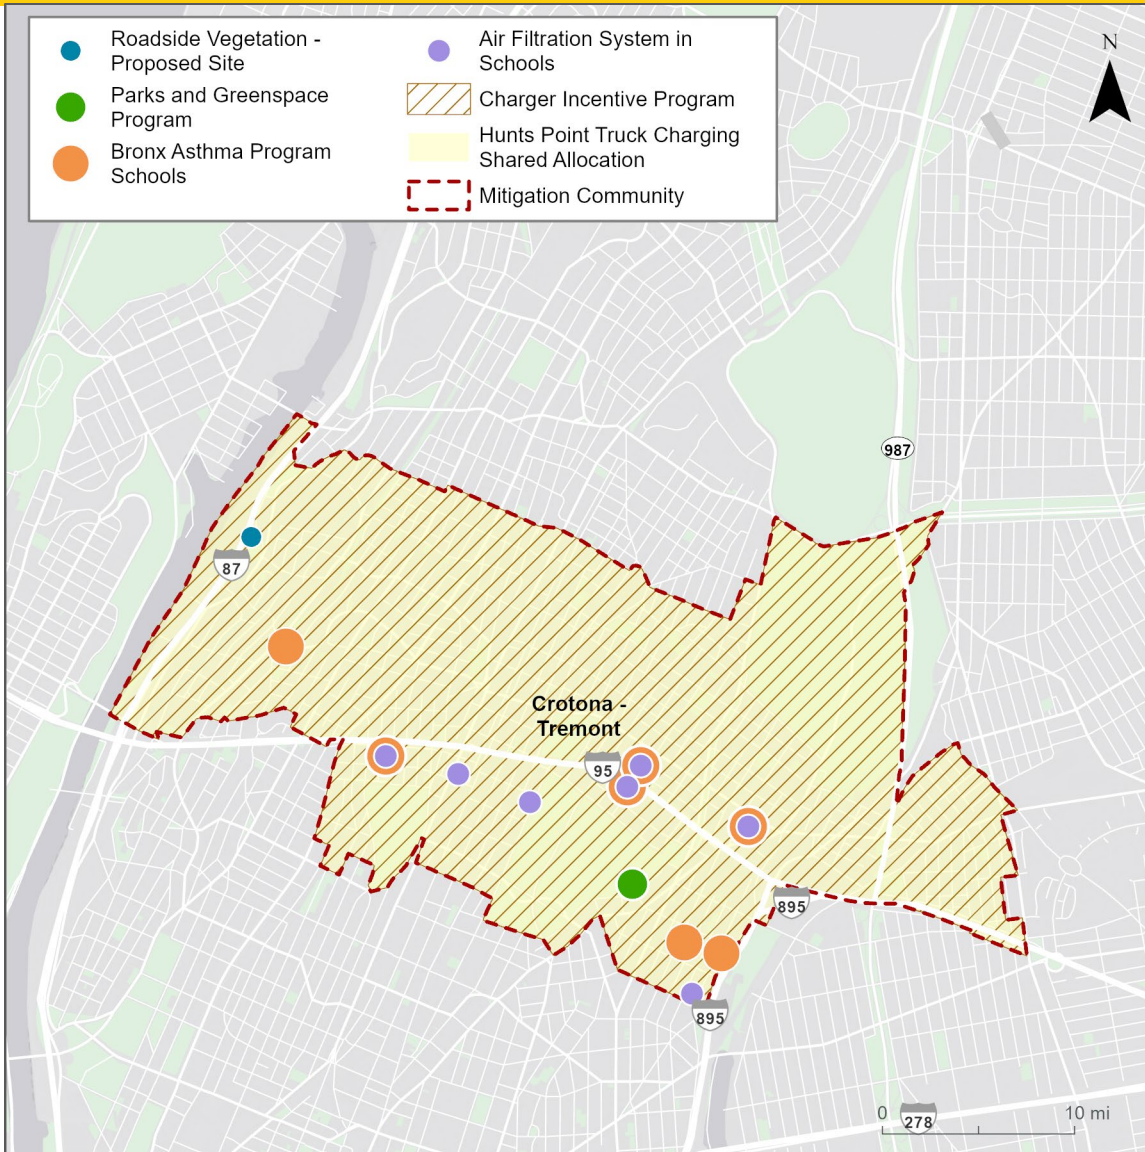 Roadside Vegetation -
Proposed Site
Parks and Greenspace
Program
Bronx Asthma Program
Schools
Air Filtration System in
Schools
Charger Incentive Program
Hunts Point Truck Charging
Shared Allocation
Mitigation Community
N
987
87
Crotona -
Tremont
95
895
895
0 10 mi
278